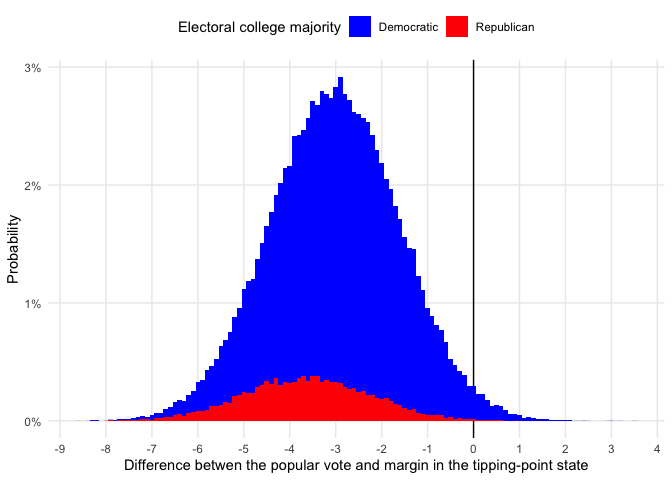 Electoral college majority Democratic Republican
3%
2%
1%
0%
Probability
-9 -8 -7 -6 -5 -4 -3 -2 -1 0 1 2 3 4
Difference betwen the popular vote and margin in the tipping-point state